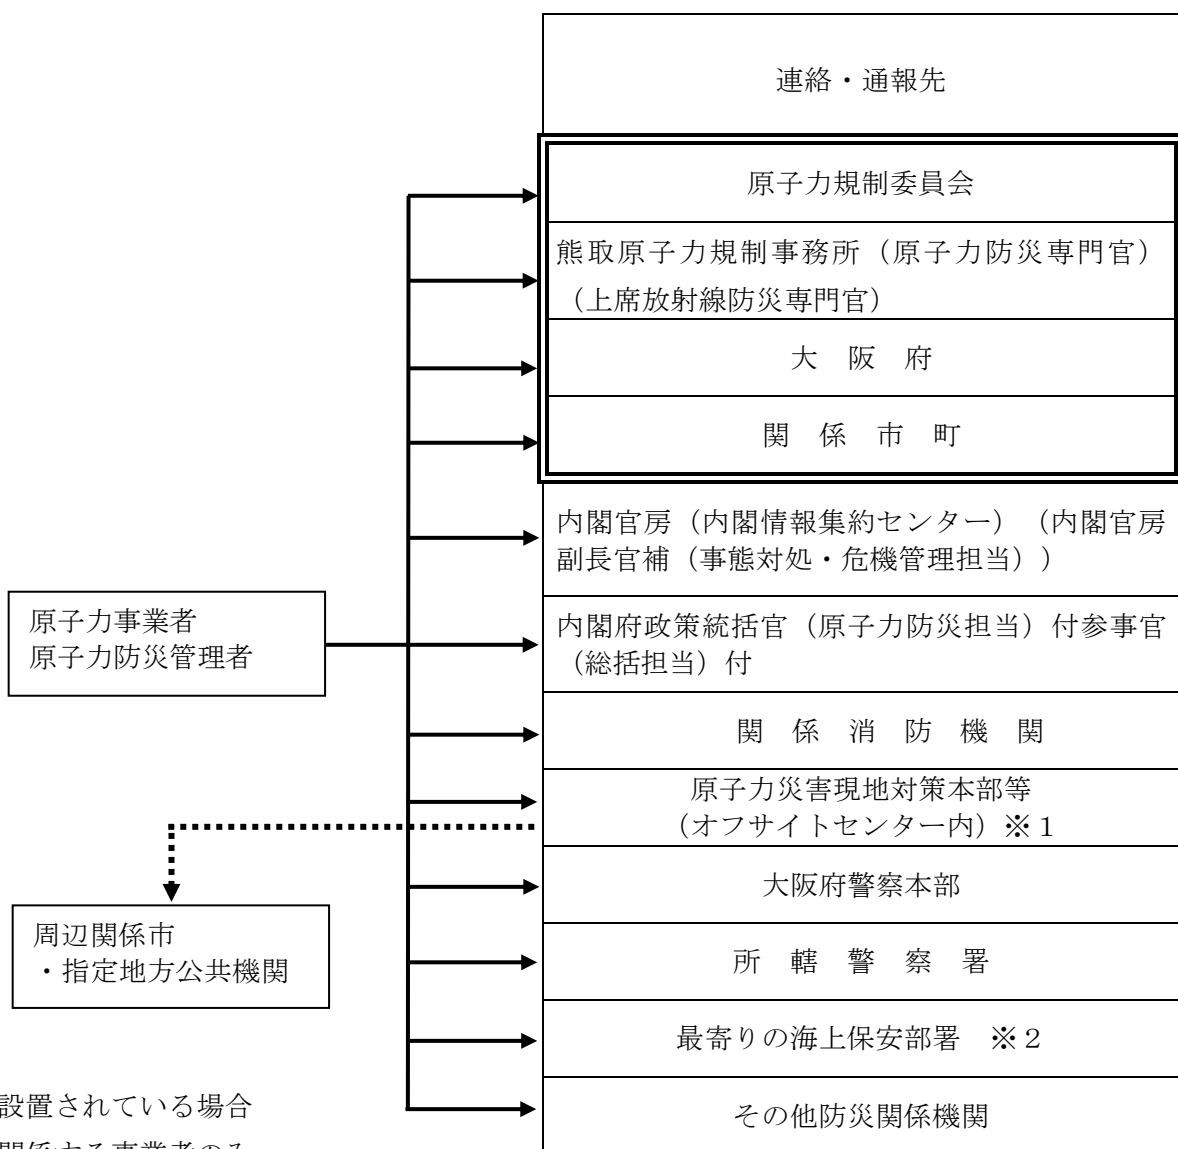 連絡・通報先
原子力規制委員会
熊取原子力規制事務所（原子力防災専門官）
（上席放射線防災専門官）
大　阪　府
関　係　市　町
内閣官房（内閣情報集約センター）（内閣官房
副長官補（事態対処・危機管理担当））
原子力事業者
原子力防災管理者
内閣府政策統括官（原子力防災担当）付参事官
（総括担当）付
関　係　消　防　機　関
原子力災害現地対策本部等
（オフサイトセンター内）※１
大阪府警察本部
周辺関係市
・指定地方公共機関
所　轄　警　察　署
最寄りの海上保安部署　※２
その他防災関係機関
設置されている場合
関係する事業者のみ